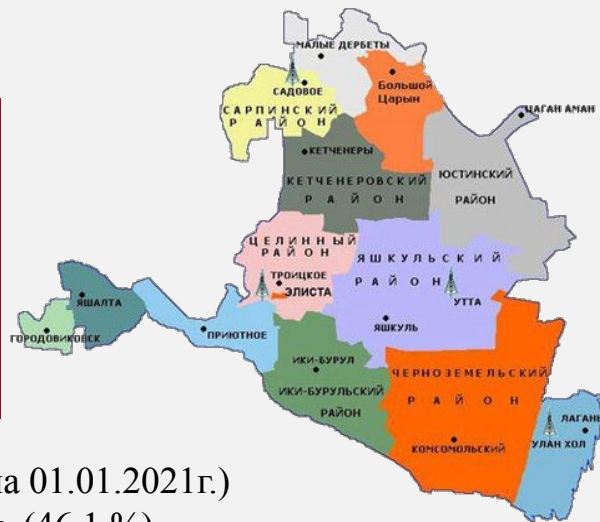 МАЛЫЕ ДЕРБЕТЫ
САДОВОЕ
Большой
Царын
САРПИНСКИЙ
РАЙОН
ЦАГАН АМАН
КЕТЧЕНЕРЫ
КЕТЧЕНЕРОВСКИЙ
РАЙОН
ЮСТИНСКИЙ
РАЙОН
ЦЕЛИННЫЙ
РАЙОН
ТРОИЦКОЕ
ЭЛИСТА
ЯШКУЛЬСКИЙ
РАЙОН
УТТА
ЯШКУЛЬ
ЯШАЛТА
ГОРОДОВИКОВСК
ПРИЮТНОЕ
ИКИ-БУРУЛ
ИКИ-БУРУЛЬСКИЙ
РАЙОН
ЧЕРНОЗЕМЕЛЬСКИЙ
РАЙОН
КОМСОМОЛЬСКИЙ
ЛАГАНЬ
УЛАН ХОЛ
на 01.01.2021г.)
(46,1 %)